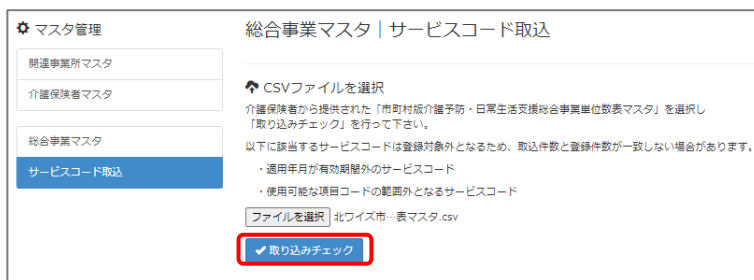 マスタ管理
関連事業所マスタ
介護保険者マスタ
総合事業マスタ
サービスコード取込
総合事業マスタ｜サービスコード取込
CSVファイルを選択
介護保険者から提供された「市町村版介護予防・日常生活支援総合事業単位数表マスタ」を選択し
「取り込みチェック」を行って下さい。
以下に該当するサービスコードは登録対象外となるため、取込件数と登録件数が一致しない場合があります。
・適用年月が有効期間外のサービスコード
・使用可能な項目コードの範囲外となるサービスコード
ファイルを選択 北ワイズ市…表マスタ.csv
取り込みチェック